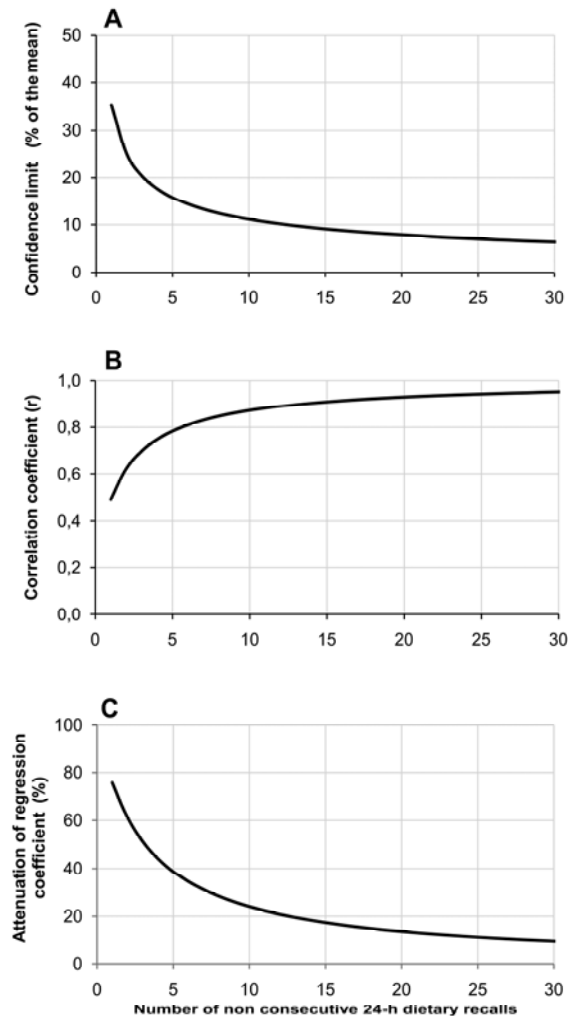 A
Confidence limit (% of the mean)
50
40
30
20
10
0
0 5 10 15 20 25 30
B
Correlation coefficient (r)
1,0
0,8
0,6
0,4
0,2
0,0
0 5 10 15 20 25 30
C
Attenuation of regression
coefficient (%)
100
80
60
40
20
0
0 5 10 15 20 25 30
Number of non consecutive 24-h dietary recalls